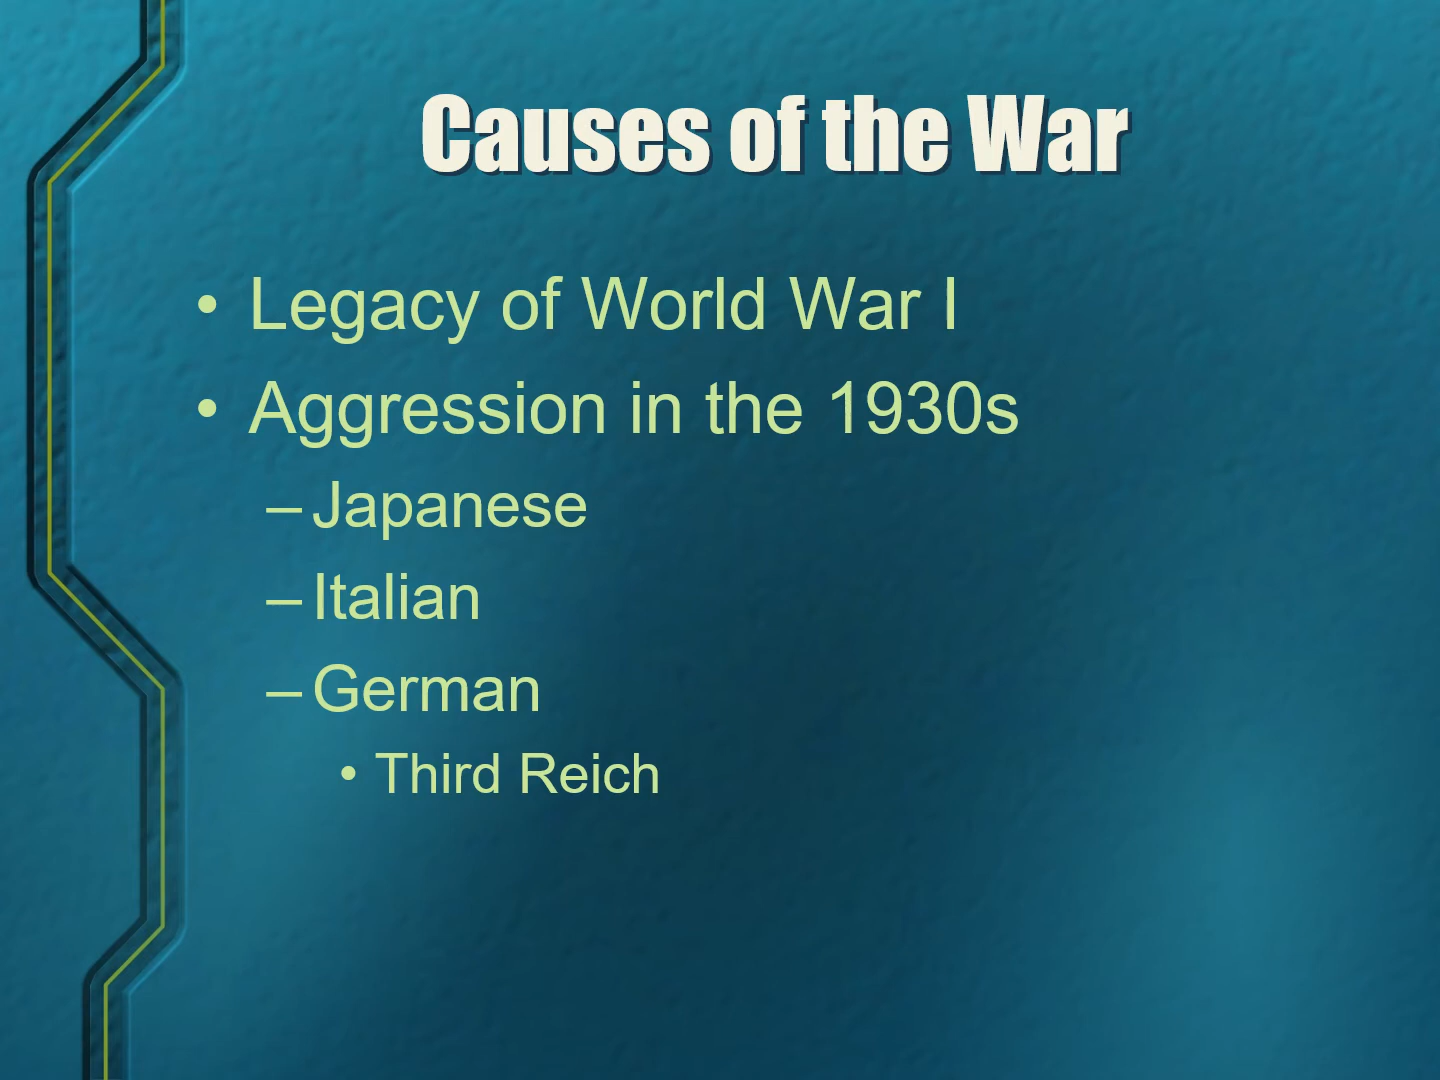 Causes of the War
• Legacy of World War I
• Aggression in the 1930s
– Japanese
– Italian
– German
• Third Reich